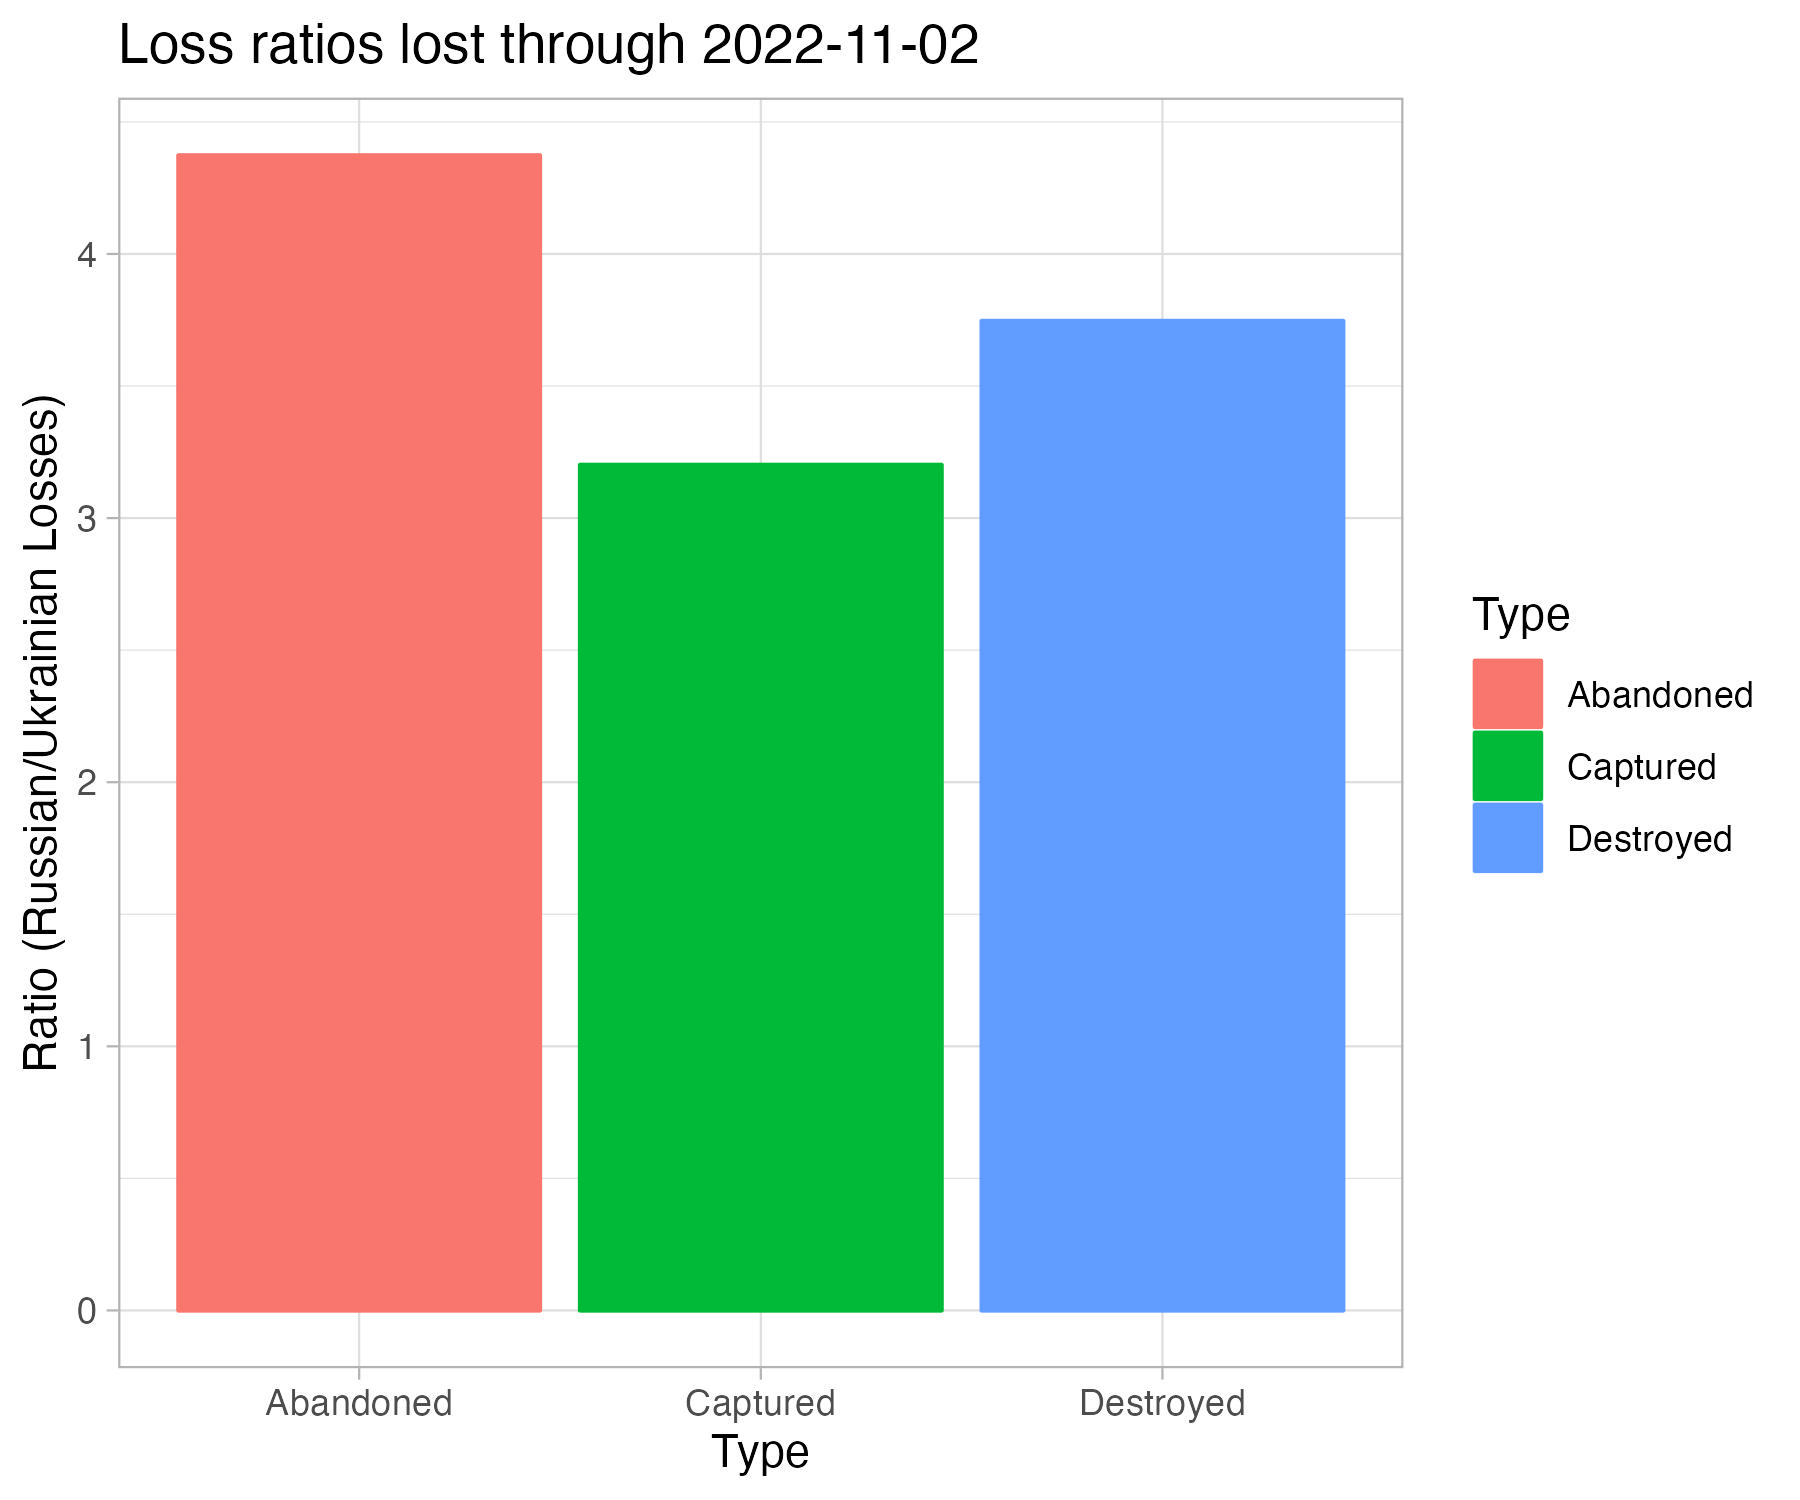 Loss ratios lost through 2022-11-02
Ratio (Russian/Ukrainian Losses)
4
3
2
1
0
Abandoned
Captured
Destroyed
Type
Type
Abandoned
Captured
Destroyed